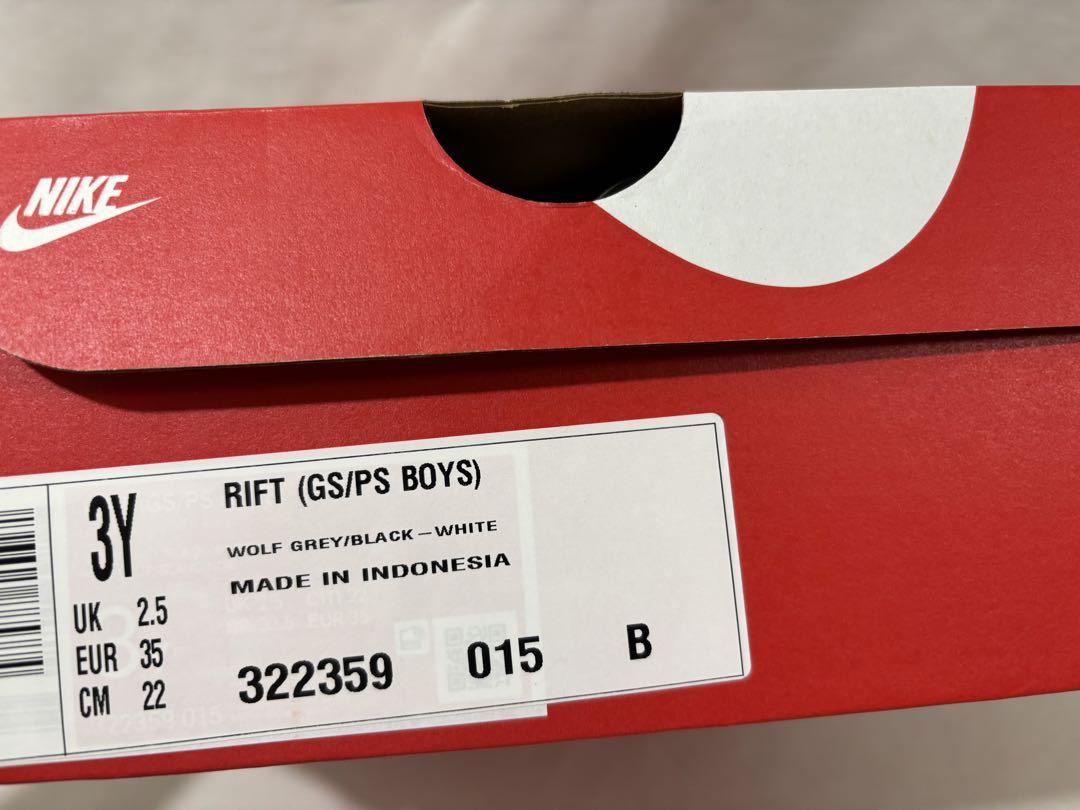 NIKE
3Y
RIFT (GS/PS BOYS)
WOLF GREY/BLACK–WHITE
MADE IN INDONESIA
UK 2.5
EUR 35
CM 22
322359 015 B